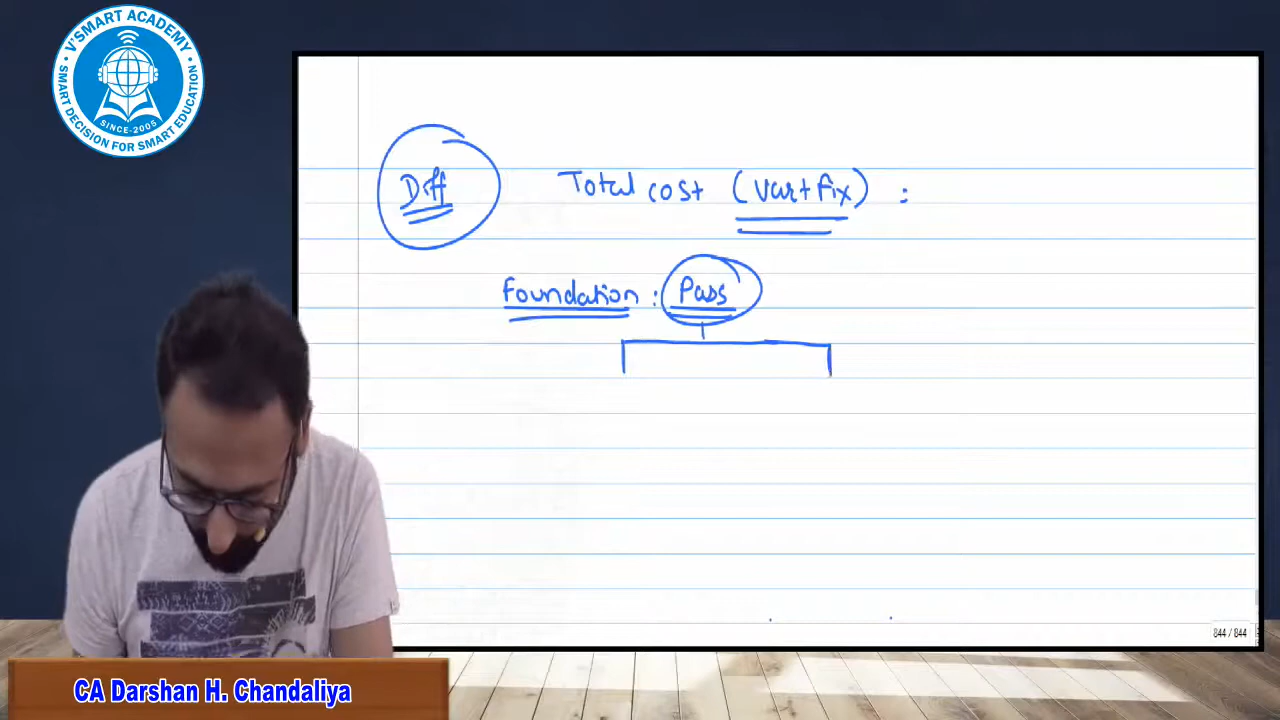 V'SMART ACADEMY
SMART DECISION FOR SMART EDUCATION
SINCE-2005
Diff
Total cost (Var+fix) :
Foundation : Pass
844 / 844
CA Darshan H. Chandaliya